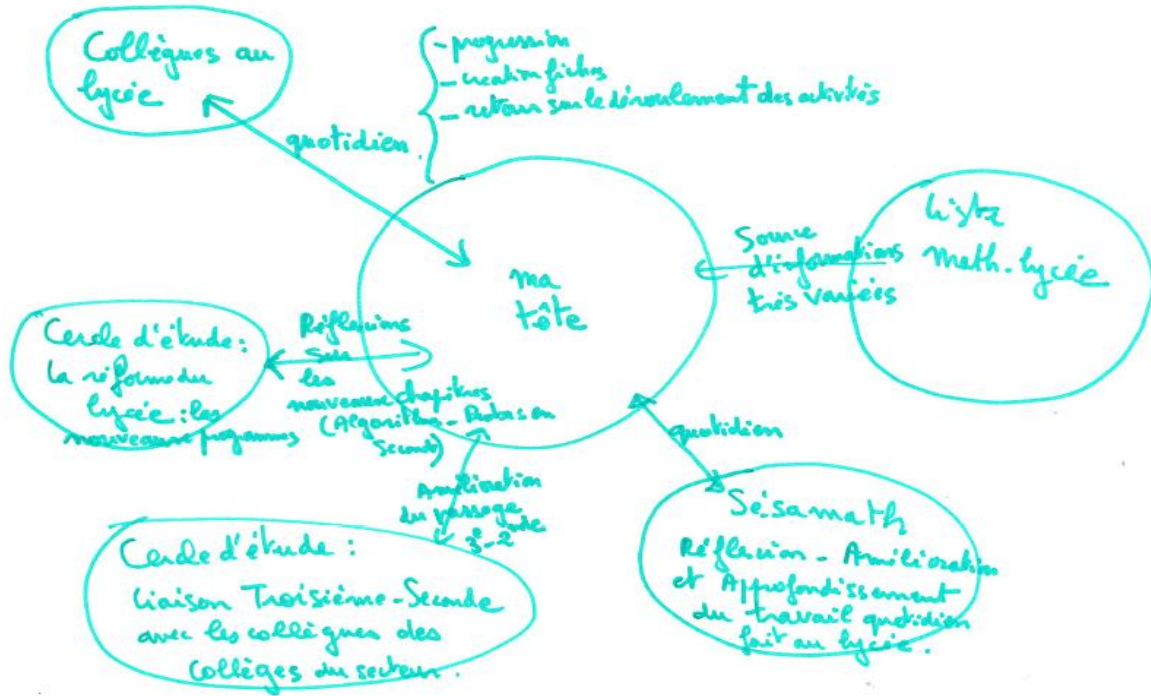 Collègues au
lycée
quotidien
- progression
- création fiches
- retour sur le déroulement des activités
ma
tête
Source
d'informations
très variées
Liste
Math-lycée
Cercle d'étude :
la réforme du
lycée : les
nouveaux programmes
Réflexions
sur
les
nouveaux chapitres
(Algorithme - Probas en
Seconde)
Amélioration
du passage
3e-2nde
Cercle d'étude :
Liaison Troisième-Seconde
avec les collègues des
collèges du secteur.
quotidien
Sésamath
Réflexion - Amélioration
et Approfondissement
du travail quotidien
fait au lycée.